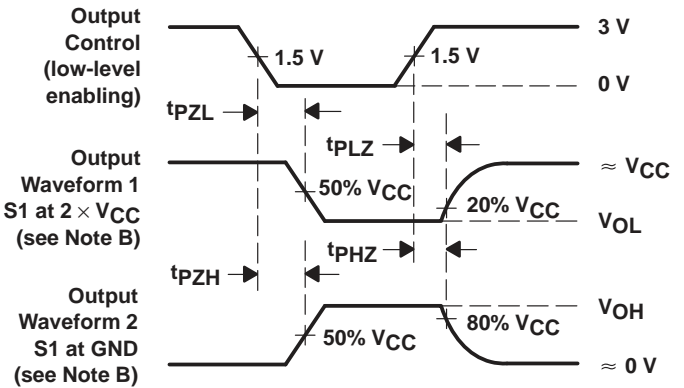 Output
Control
(low-level
enabling)
1.5 V
1.5 V
3 V
0 V
tPZL
tPLZ
Output
Waveform 1
S1 at 2 × VCC
(see Note B)
50% VCC
20% VCC
≈ VCC
VOL
tPZH
tPHZ
Output
Waveform 2
S1 at GND
(see Note B)
50% VCC
80% VCC
VOH
≈ 0 V